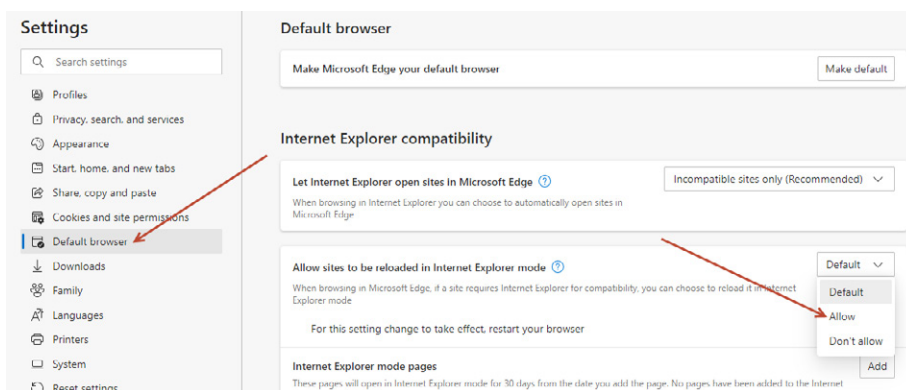 Settings
Search settings
Profiles
Privacy, search, and services
Appearance
Start, home, and new tabs
Share, copy and paste
Cookies and site permissions
Default browser
Downloads
Family
Languages
Printers
System
Reset settings
Default browser
Make Microsoft Edge your default browser
Make default
Internet Explorer compatibility
Let Internet Explorer open sites in Microsoft Edge
Incompatible sites only (Recommended)
When browsing in Internet Explorer you can choose to automatically open sites in
Microsoft Edge
Allow sites to be reloaded in Internet Explorer mode
Default
When browsing in Microsoft Edge, if a site requires Internet Explorer for compatibility, you can choose to reload it in Internet
Explorer mode
Default
Allow
Don't allow
For this setting change to take effect, restart your browser
Internet Explorer mode pages
Add
These pages will open in Internet Explorer mode for 30 days from the date you add the page. No pages have been added to the Internet